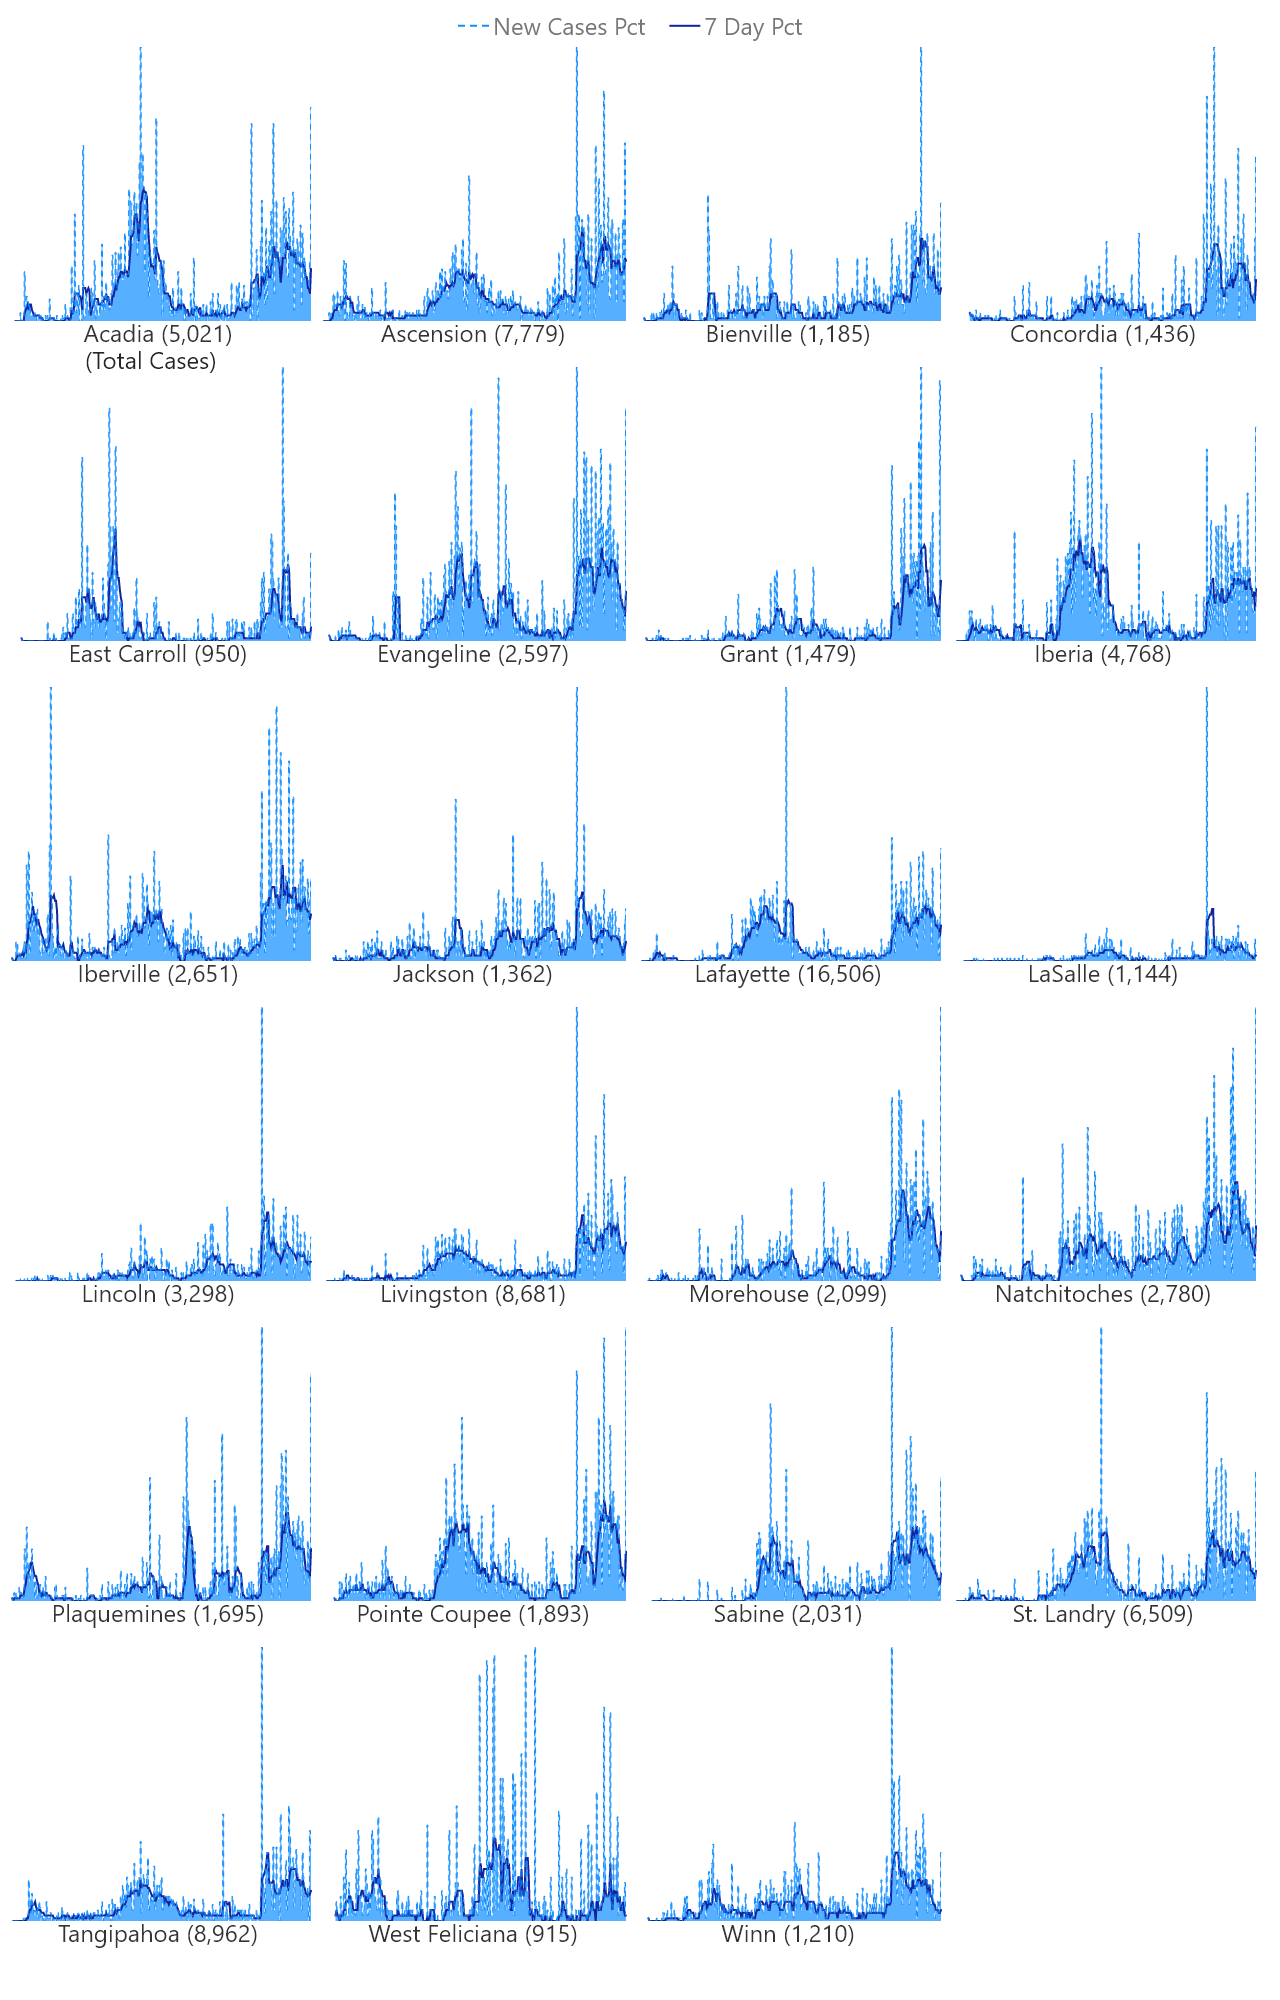 New Cases Pct 7 Day Pct
Acadia (5,021) Ascension (7,779) Bienville (1,185) Concordia (1,436)
(Total Cases)
East Carroll (950) Evangeline (2,597) Grant (1,479) Iberia (4,768)
Iberville (2,651) Jackson (1,362) Lafayette (16,506) LaSalle (1,144)
Lincoln (3,298) Livingston (8,681) Morehouse (2,099) Natchitoches (2,780)
Plaquemines (1,695) Pointe Coupee (1,893) Sabine (2,031) St. Landry (6,509)
Tangipahoa (8,962) West Feliciana (915) Winn (1,210)